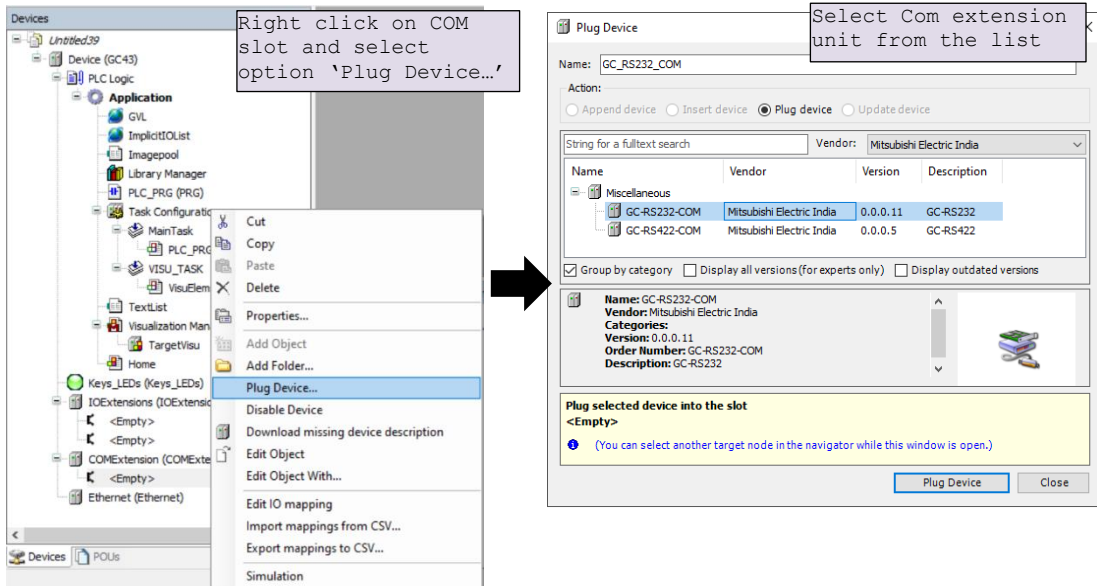 Devices
Right click on COM
slot and select
option ‘Plug Device…’
Untitled39
Device (GC43)
PLC Logic
Application
GVL
ImplicitIOList
Imagepool
Library Manager
PLC_PRG (PRG)
Task Configuratio
MainTask
PLC_PRG
VISU_TASK
VisuElem
TextList
Visualization Man
TargetVisu
Home
Keys_LEDs (Keys_LEDs)
IOExtensions (IOExtensio
<Empty>
<Empty>
COMExtension (COMExte
<Empty>
Ethernet (Ethernet)
Devices
POUs
Cut
Copy
Paste
Delete
Properties...
Add Object
Add Folder...
Plug Device...
Disable Device
Download missing device description
Edit Object
Edit Object With...
Edit IO mapping
Import mappings from CSV...
Export mappings to CSV...
Simulation
Plug Device
Select Com extension
unit from the list
Name: GC_RS232_COM
Action:
Append device Insert device Plug device Update device
String for a fulltext search Vendor: Mitsubishi Electric India
Name Vendor Version Description
Miscellaneous
GC-RS232-COM Mitsubishi Electric India 0.0.0.11 GC-RS232
GC-RS422-COM Mitsubishi Electric India 0.0.0.5 GC-RS422
Group by category Display all versions (for experts only) Display outdated versions
Name: GC-RS232-COM
Vendor: Mitsubishi Electric India
Categories:
Version: 0.0.0.11
Order Number: GC-RS232-COM
Description: GC-RS232
Plug selected device into the slot
<Empty>
(You can select another target node in the navigator while this window is open.)
Plug Device Close